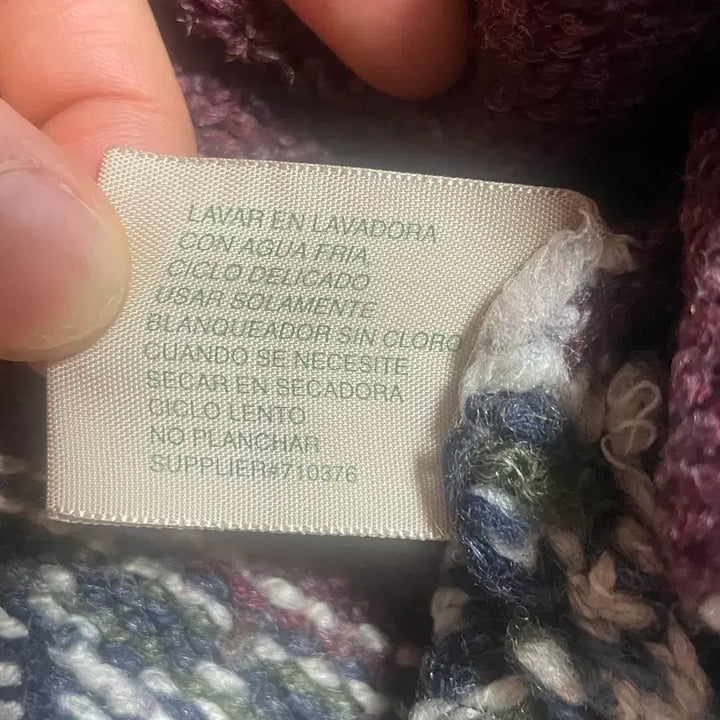 LAVAR EN LAVADORA
CON AGUA FRIA
CICLO DELICADO
USAR SOLAMENTE
BLANQUEADOR SIN CLORO
CUANDO SE NECESITE
SECAR EN SECADORA
CICLO LENTO
NO PLANCHAR
SUPPLIER#710376